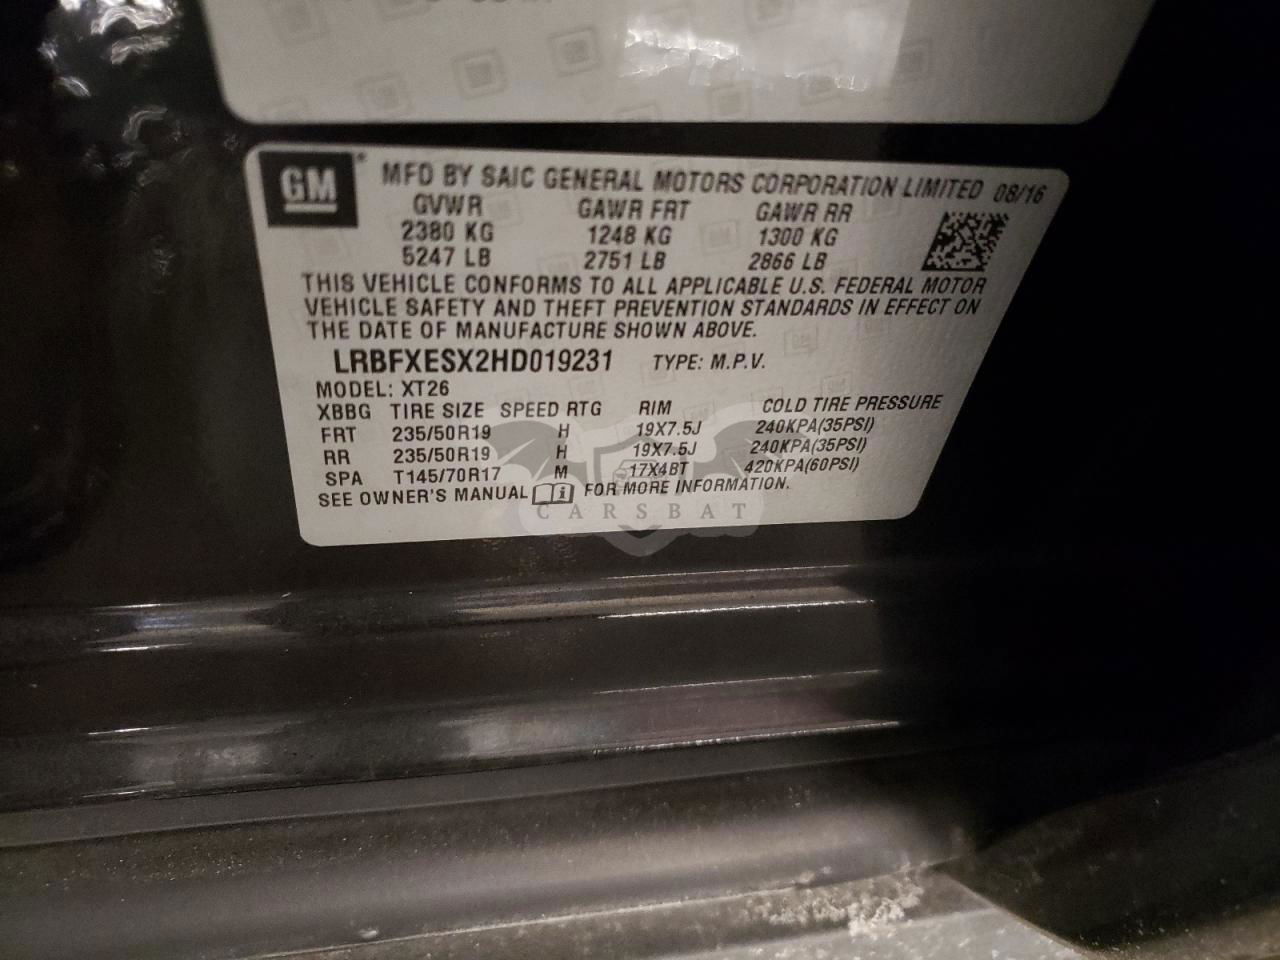 GM MFD BY SAIC GENERAL MOTORS CORPORATION LIMITED 08/16
GVWR GAWR FRT GAWR RR
2380 KG 1248 KG 1300 KG
5247 LB 2751 LB 2866 LB
THIS VEHICLE CONFORMS TO ALL APPLICABLE U.S. FEDERAL MOTOR
VEHICLE SAFETY AND THEFT PREVENTION STANDARDS IN EFFECT ON
THE DATE OF MANUFACTURE SHOWN ABOVE.
LRBFXESX2HD019231 TYPE: M.P.V.
MODEL: XT26
XBBG TIRE SIZE SPEED RTG RIM COLD TIRE PRESSURE
FRT 235/50R19 H 19X7.5J 240KPA(35PSI)
RR 235/50R19 H 19X7.5J 240KPA(35PSI)
SPA T145/70R17 M 17X4BT 420KPA(60PSI)
SEE OWNER'S MANUAL i FOR MORE INFORMATION.
CARSBAT